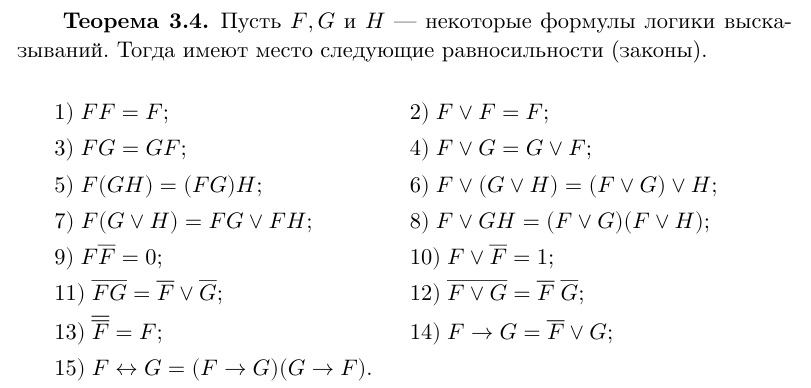 Теорема 3.4. Пусть F, G и H — некоторые формулы логики выска-
зываний. Тогда имеют место следующие равносильности (законы).
1) FF = F;
2) F ∨ F = F;
3) FG = GF;
4) F ∨ G = G ∨ F;
5) F(GH) = (FG)H;
6) F ∨ (G ∨ H) = (F ∨ G) ∨ H;
7) F(G ∨ H) = FG ∨ FH;
8) F ∨ GH = (F ∨ G)(F ∨ H);
9) FF̅ = 0;
10) F ∨ F̅ = 1;
11) F̅G̅ = F̅ ∨ G̅;
12) F̅ ̅∨̅ ̅G̅ = F̅ G̅;
13) F̿ = F;
14) F → G = F̅ ∨ G;
15) F ↔ G = (F → G)(G → F).